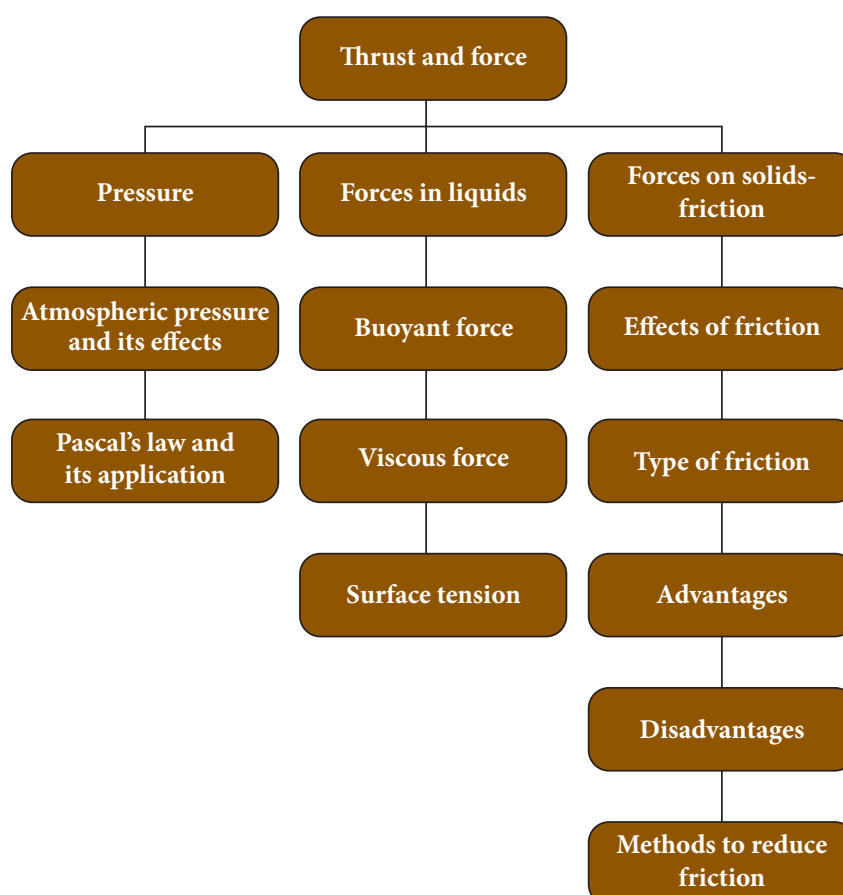 Thrust and force
Pressure
Forces in liquids
Forces on solids-
friction
Atmospheric pressure
and its effects
Buoyant force
Effects of friction
Pascal’s law and
its application
Viscous force
Type of friction
Surface tension
Advantages
Disadvantages
Methods to reduce
friction